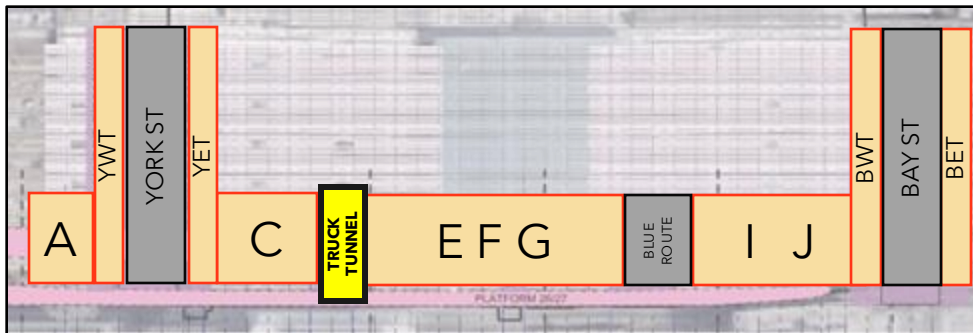 YWT
YORK ST
YET
BWT
BAY ST
BET
A
C
TRUCK
TUNNEL
E F G
BLUE
ROUTE
I J
PLATFORM 26/27